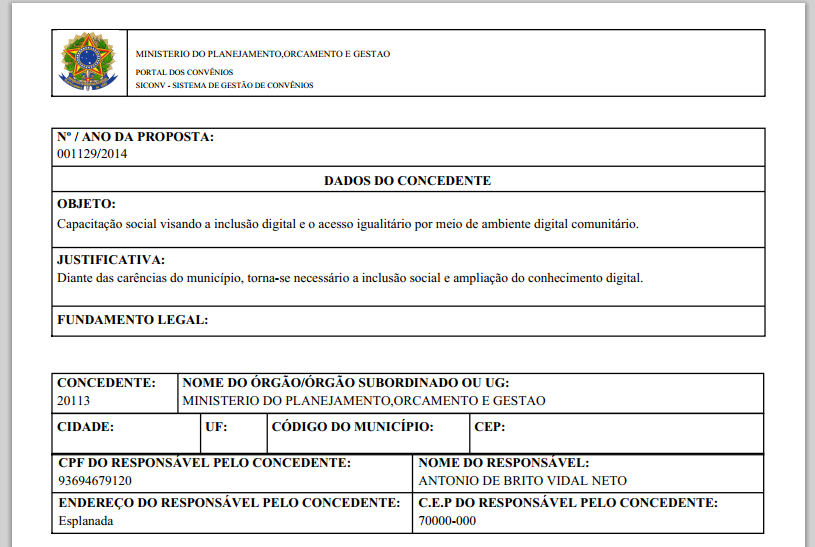 MINISTERIO DO PLANEJAMENTO,ORCAMENTO E GESTAO
PORTAL DOS CONVÊNIOS
SICONV - SISTEMA DE GESTÃO DE CONVÊNIOS
Nº / ANO DA PROPOSTA:
001129/2014
DADOS DO CONCEDENTE
OBJETO:
Capacitação social visando a inclusão digital e o acesso igualitário por meio de ambiente digital comunitário.
JUSTIFICATIVA:
Diante das carências do município, torna-se necessário a inclusão social e ampliação do conhecimento digital.
FUNDAMENTO LEGAL:
CONCEDENTE: NOME DO ÓRGÃO/ÓRGÃO SUBORDINADO OU UG:
20113 MINISTERIO DO PLANEJAMENTO,ORCAMENTO E GESTAO
CIDADE: UF: CÓDIGO DO MUNICÍPIO: CEP:
CPF DO RESPONSÁVEL PELO CONCEDENTE: NOME DO RESPONSÁVEL:
93694679120 ANTONIO DE BRITO VIDAL NETO
ENDEREÇO DO RESPONSÁVEL PELO CONCEDENTE: C.E.P DO RESPONSÁVEL PELO CONCEDENTE:
Esplanada 70000-000